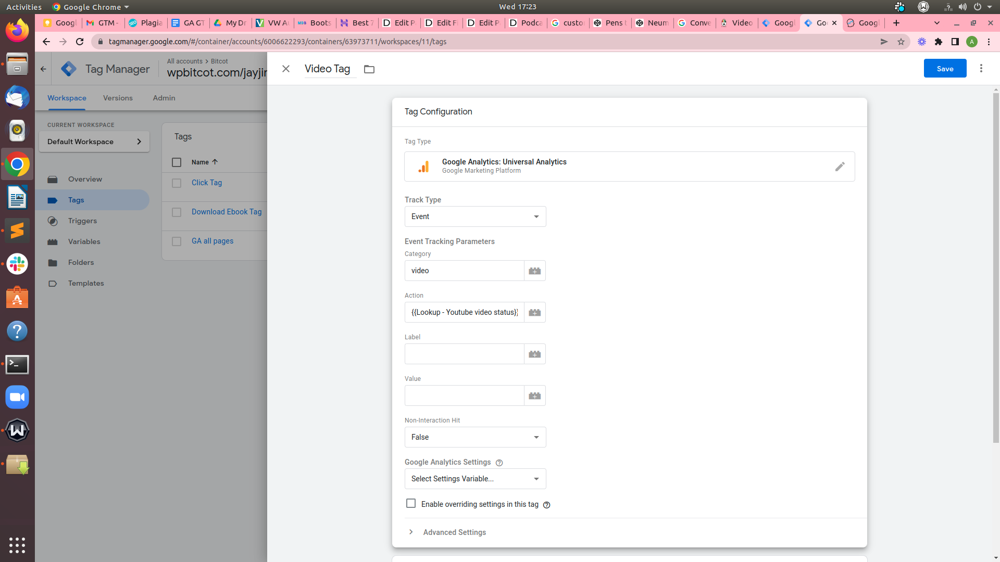 Activities
Google Chrome
Wed 17:23
Googl
GTM -
Plagia
GA GT
My Dr
VW Au
Boots
Best 7
Edit P
Edit Fi
Edit P
Podca
custo
Pens t
Neum
Conve
Video
Googl
Go
Googl
tagmanager.google.com/#/container/accounts/6006622293/containers/63973711/workspaces/11/tags
A
Tag Manager
All accounts > Bitcot
wpbitcot.com/jayjin
Video Tag
Save
Workspace
Versions
Admin
CURRENT WORKSPACE
Default Workspace
Overview
Tags
Triggers
Variables
Folders
Templates
Tags
Name
Click Tag
Download Ebook Tag
GA all pages
Tag Configuration
Tag Type
Google Analytics: Universal Analytics
Google Marketing Platform
Track Type
Event
Event Tracking Parameters
Category
video
Action
{{Lookup - Youtube video status}}
Label
Value
Non-Interaction Hit
False
Google Analytics Settings
Select Settings Variable...
Enable overriding settings in this tag
Advanced Settings